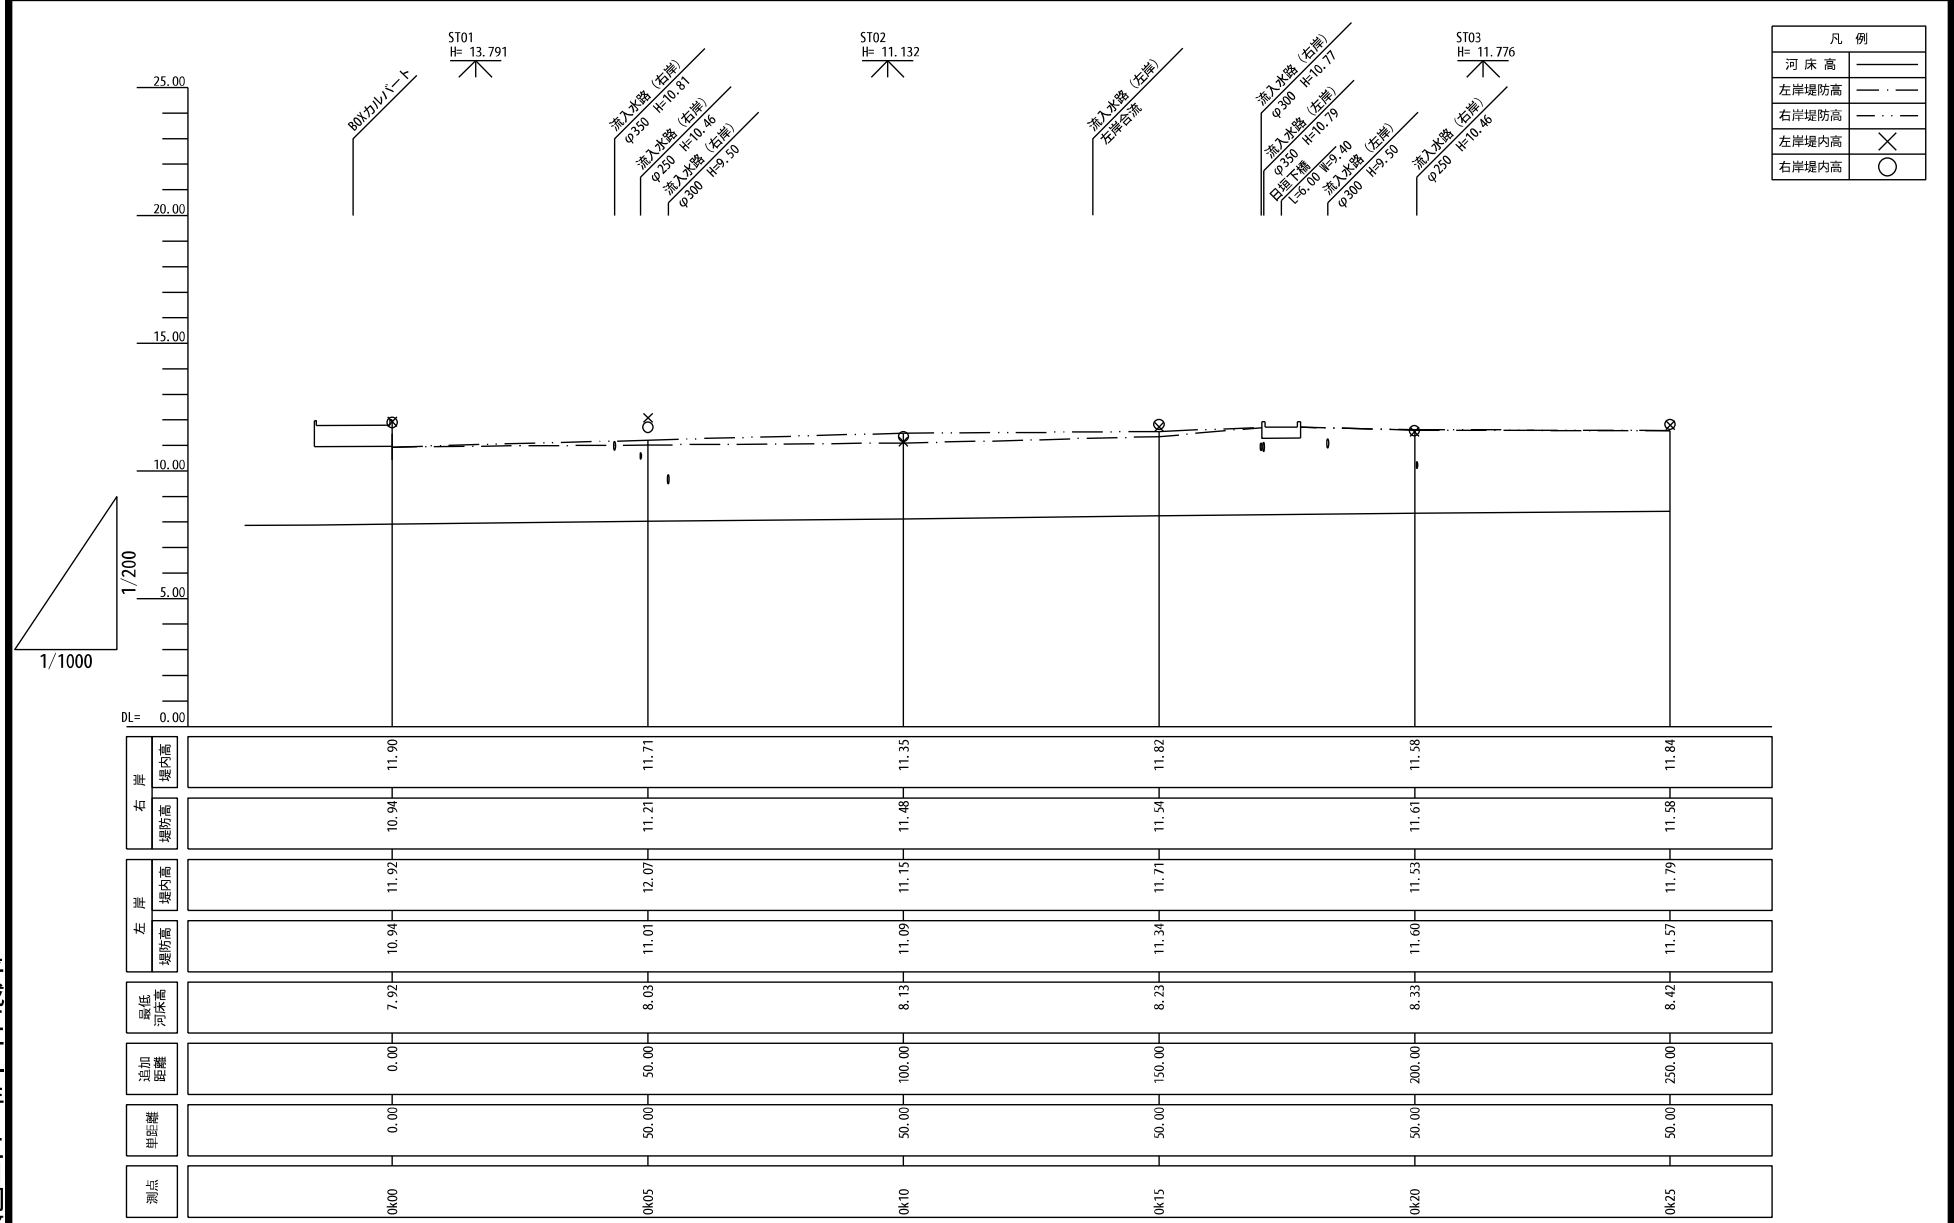 ST01
H= 13.791
ST02
H= 11.132
ST03
H= 11.776
BOXカルバート
流入水路（右岸）
φ350 H=10.81
流入水路（右岸）
φ250 H=10.46
流入水路（右岸）
φ300 H=9.50
流入水路（左岸）
左岸合流
流入水路（右岸）
φ300 H=10.77
流入水路（左岸）
φ350 H=10.79
日垣下橋
L=6.00 W=9.40
流入水路（左岸）
φ300 H=9.50
流入水路（右岸）
φ250 H=10.46
凡 例
河 床 高
左岸堤防高
右岸堤防高
左岸堤内高
右岸堤内高
25.00
20.00
15.00
10.00
5.00
DL= 0.00
1/200
1/1000
右 岸
堤内高 11.90 11.71 11.35 11.82 11.58 11.84
堤防高 10.94 11.21 11.48 11.54 11.61 11.58
左 岸
堤内高 11.92 12.07 11.15 11.71 11.53 11.79
堤防高 10.94 11.01 11.09 11.34 11.60 11.57
最低
河床高 7.92 8.03 8.13 8.23 8.33 8.42
追加
距離 0.00 50.00 100.00 150.00 200.00 250.00
単距離 0.00 50.00 50.00 50.00 50.00 50.00
測点 0k00 0k05 0k10 0k15 0k20 0k25